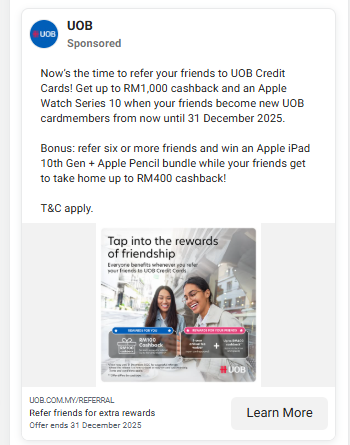 UOB
UOB
Sponsored
Now's the time to refer your friends to UOB Credit
Cards! Get up to RM1,000 cashback and an Apple
Watch Series 10 when your friends become new UOB
cardmembers from now until 31 December 2025.
Bonus: refer six or more friends and win an Apple iPad
10th Gen + Apple Pencil bundle while your friends get
to take home up to RM400 cashback!
T&C apply.
Tap into the rewards
of friendship
Everyone benefits whenever you refer
your friends to UOB Credit Cards
REWARDS FOR YOU
REWARDS FOR YOUR FRIENDS
RM100
Cashback
+
UOB
UOB.COM.MY/REFERRAL
Refer friends for extra rewards
Offer ends 31 December 2025
Learn More